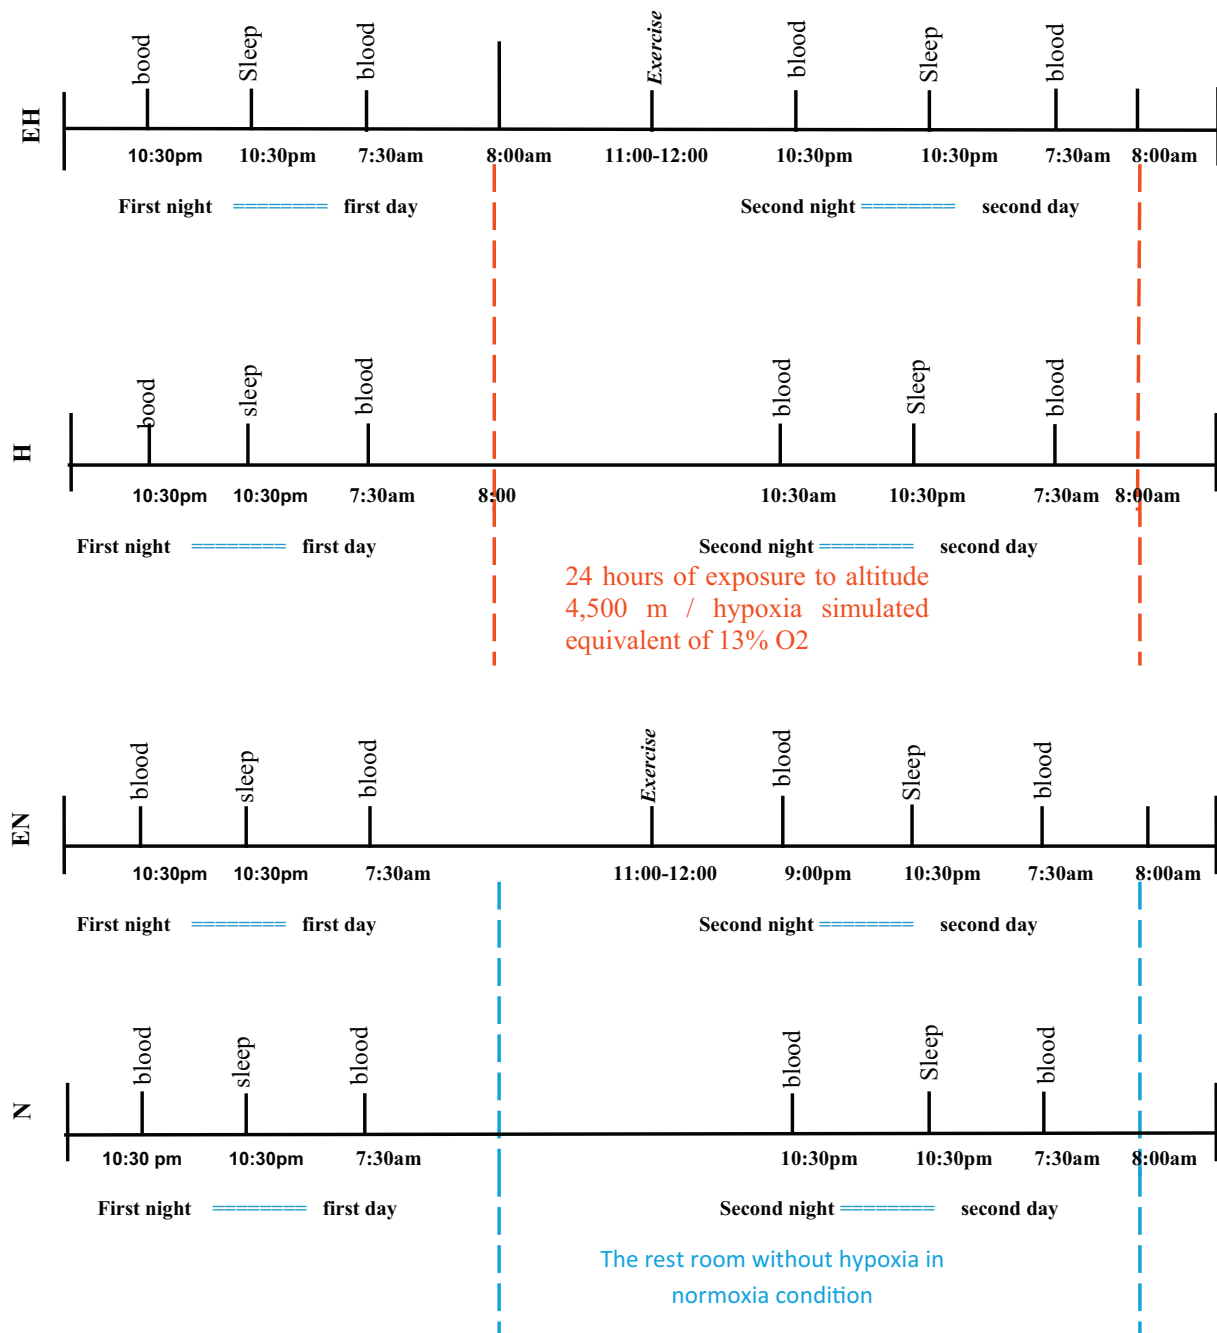 EH
bood Sleep blood Exercise blood Sleep blood
10:30pm 10:30pm 7:30am 8:00am 11:00-12:00 10:30pm 10:30pm 7:30am 8:00am
First night ======== first day Second night ======== second day
H
bood sleep blood blood Sleep blood
10:30pm 10:30pm 7:30am 8:00 10:30am 10:30pm 7:30am 8:00am
First night ======== first day Second night ======== second day
24 hours of exposure to altitude
4,500 m / hypoxia simulated
equivalent of 13% O2
EN
blood sleep blood Exercise blood Sleep blood
10:30pm 10:30pm 7:30am 11:00-12:00 9:00pm 10:30pm 7:30am 8:00am
First night ======== first day Second night ======== second day
N
blood sleep blood blood Sleep blood
10:30 pm 10:30pm 7:30am 10:30pm 10:30pm 7:30am 8:00am
First night ======== first day Second night ======== second day
The rest room without hypoxia in
normoxia condition